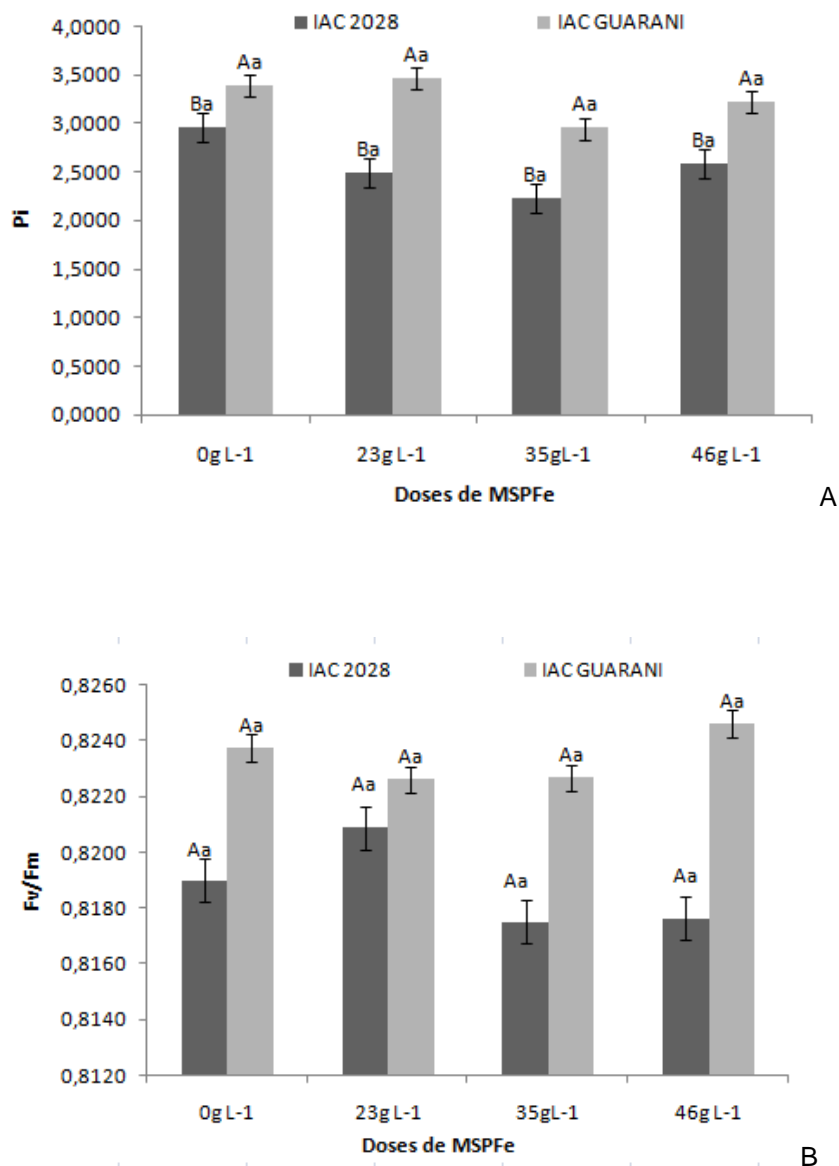 IAC 2028 IAC GUARANI
4,0000
3,5000
3,0000
2,5000
2,0000
1,5000
1,0000
0,5000
0,0000
Pi
Ba Aa Ba Aa Ba Aa Ba Aa
0g L-1 23g L-1 35gL-1 46g L-1
Doses de MSPFe
A
IAC 2028 IAC GUARANI
0,8260
0,8240
0,8220
0,8200
0,8180
0,8160
0,8140
0,8120
Fv/Fm
Aa Aa Aa Aa Aa Aa Aa Aa
0g L-1 23g L-1 35gL-1 46g L-1
Doses de MSPFe
B